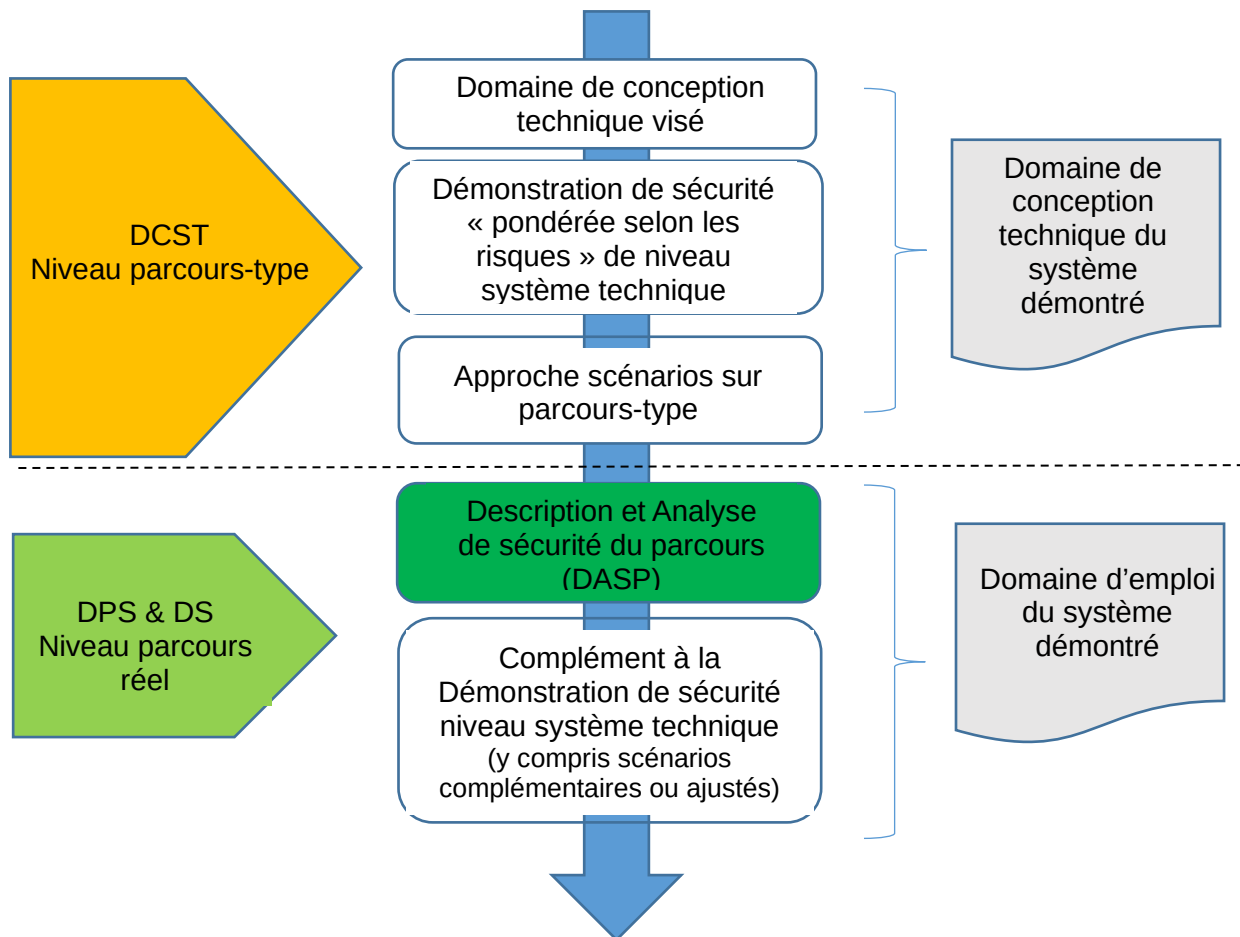 Domaine de conception
technique visé
DCST
Niveau parcours-type
Démonstration de sécurité
« pondérée selon les
risques » de niveau
système technique
Approche scénarios sur
parcours-type
Domaine de
conception
technique du
système
démontré
DPS & DS
Niveau parcours
réel
Description et Analyse
de sécurité du parcours
(DASP)
Complément à la
Démonstration de sécurité
niveau système technique
(y compris scénarios
complémentaires ou ajustés)
Domaine d’emploi
du système
démontré